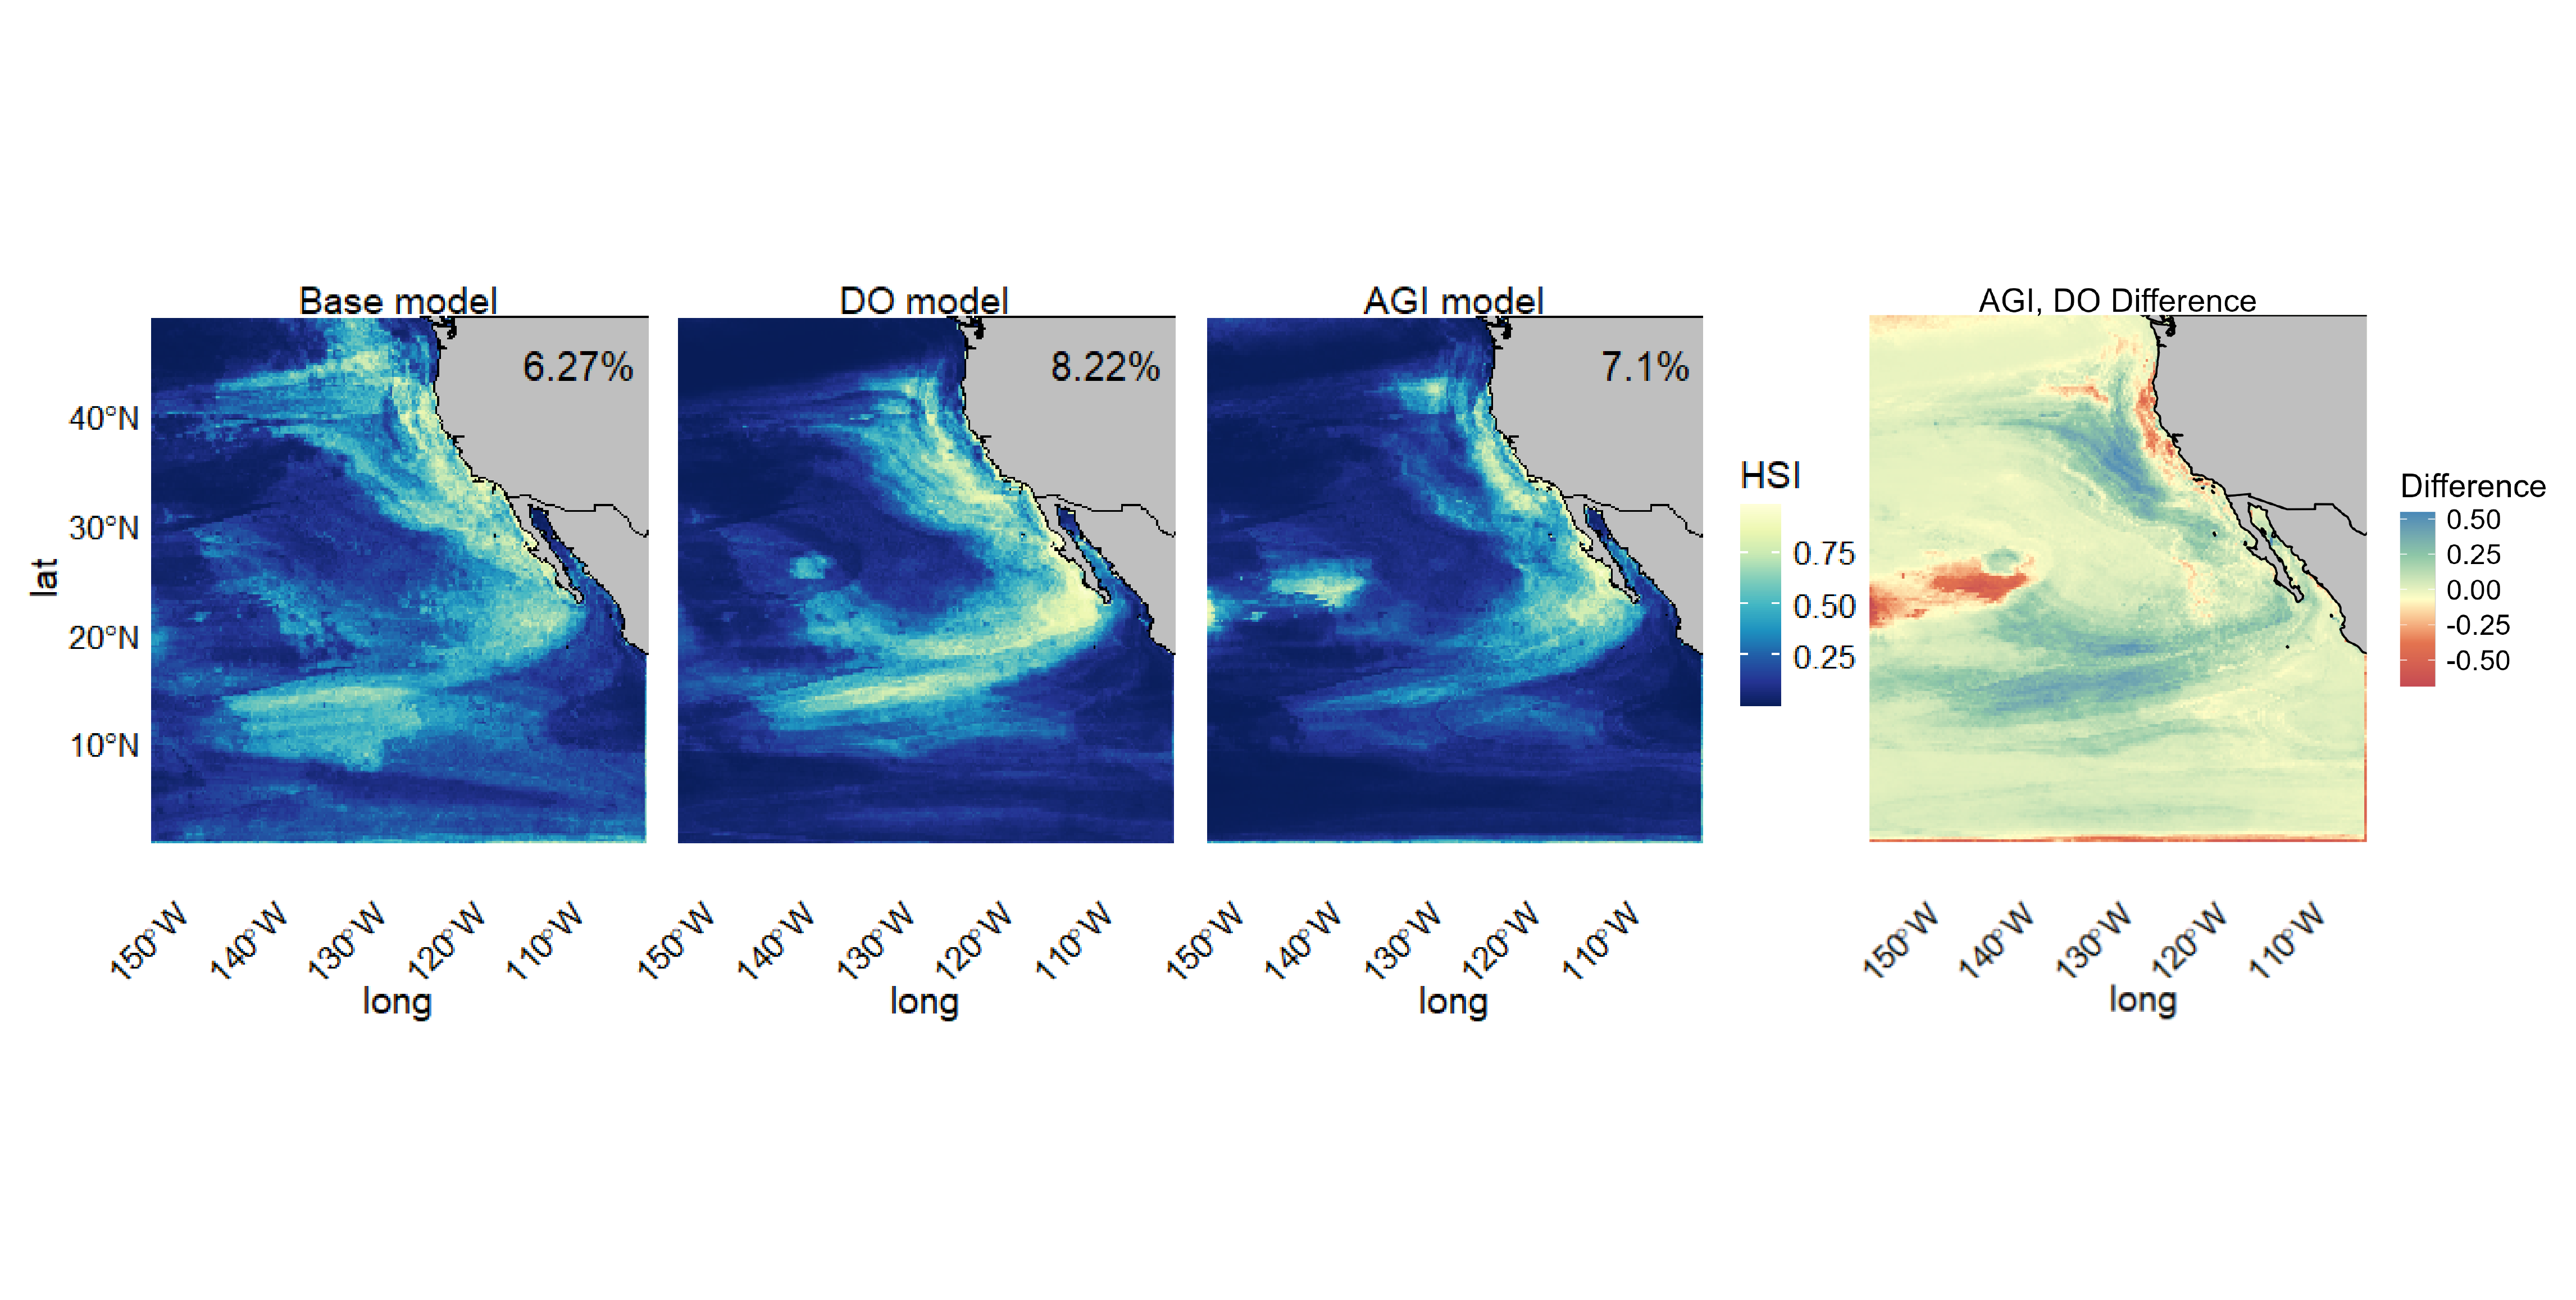 Base model
DO model
AGI model
AGI, DO Difference
6.27%
8.22%
7.1%
lat
40°N
30°N
20°N
10°N
HSI
0.75
0.50
0.25
Difference
0.50
0.25
0.00
-0.25
-0.50
150°W 140°W 130°W 120°W 110°W
150°W 140°W 130°W 120°W 110°W
150°W 140°W 130°W 120°W 110°W
150°W 140°W 130°W 120°W 110°W
long
long
long
long